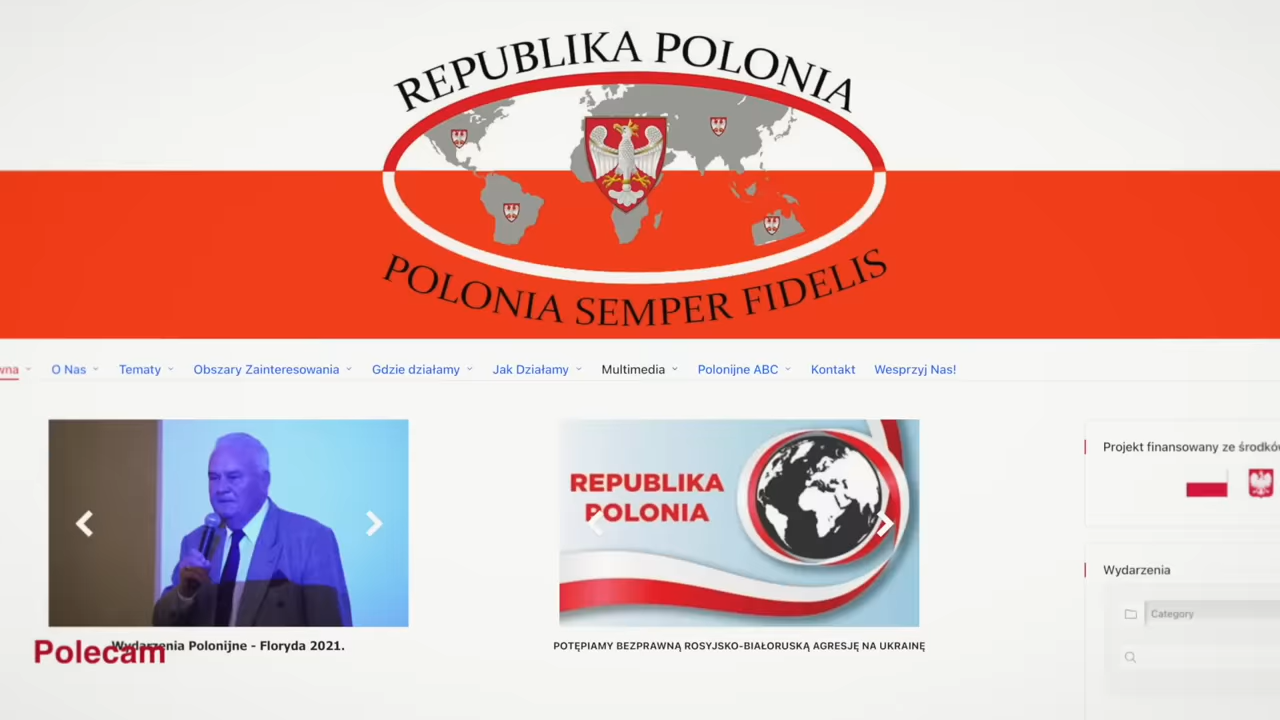 REPUBLIKA POLONIA
POLONIA SEMPER FIDELIS
wna O Nas Tematy Obszary Zainteresowania Gdzie działamy Jak Działamy Multimedia Polonijne ABC Kontakt Wesprzyj Nas!
REPUBLIKA
POLONIA
Projekt finansowany ze środków
Wydarzenia
Category
Wydarzenia Polonijne - Floryda 2021.
POTĘPIAMY BEZPRAWNĄ ROSYJSKO-BIAŁORUSKĄ AGRESJĘ NA UKRAINĘ
Polecam